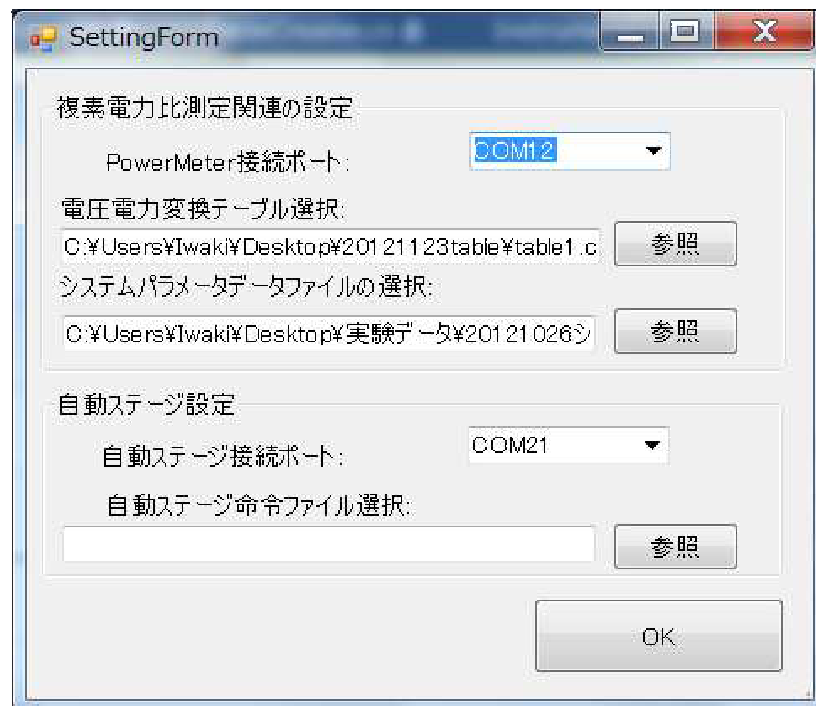 SettingForm
複素電力比測定関連の設定
PowerMeter接続ポート:
COM12
電圧電力変換テーブル選択:
C:¥Users¥Iwaki¥Desktop¥20121123table¥table1.c
参照
システムパラメータデータファイルの選択:
C:¥Users¥Iwaki¥Desktop¥実験データ¥20121026シ
参照
自動ステージ設定
自動ステージ接続ポート:
COM21
自動ステージ命令ファイル選択:
参照
OK